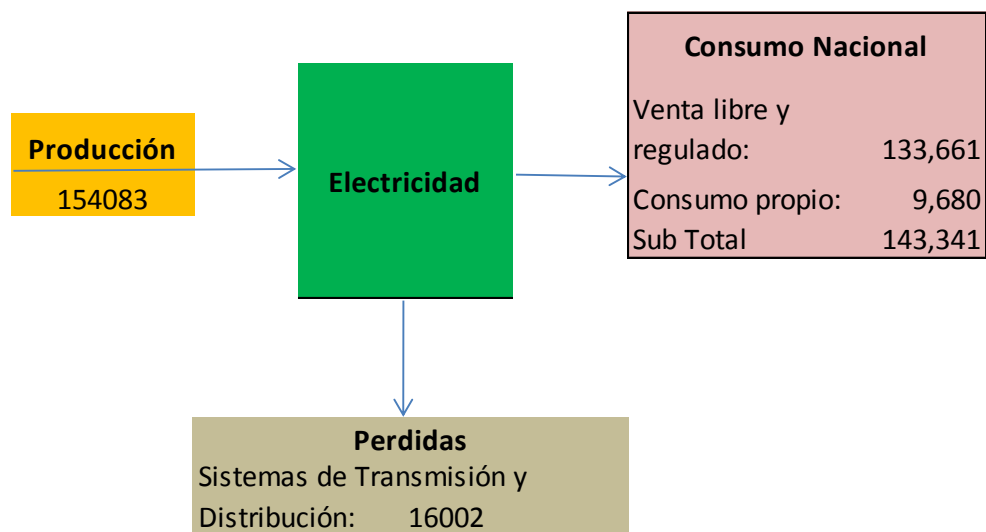 Producción
154083
Electricidad
Consumo Nacional
Venta libre y
regulado: 133,661
Consumo propio: 9,680
Sub Total 143,341
Perdidas
Sistemas de Transmisión y
Distribución: 16002